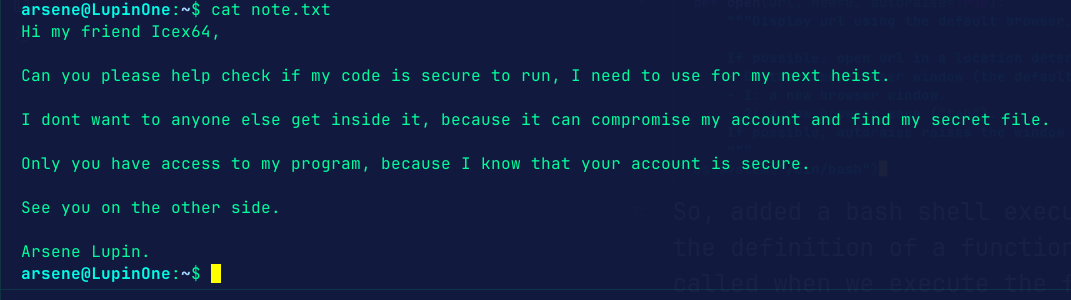 arsene@LupinOne:~$ cat note.txt
Hi my friend Icex64,
Can you please help check if my code is secure to run, I need to use for my next heist.
I dont want to anyone else get inside it, because it can compromise my account and find my secret file.
Only you have access to my program, because I know that your account is secure.
See you on the other side.
Arsene Lupin.
arsene@LupinOne:~$
So, added a bash shell
the definition of a function
called when we execute the